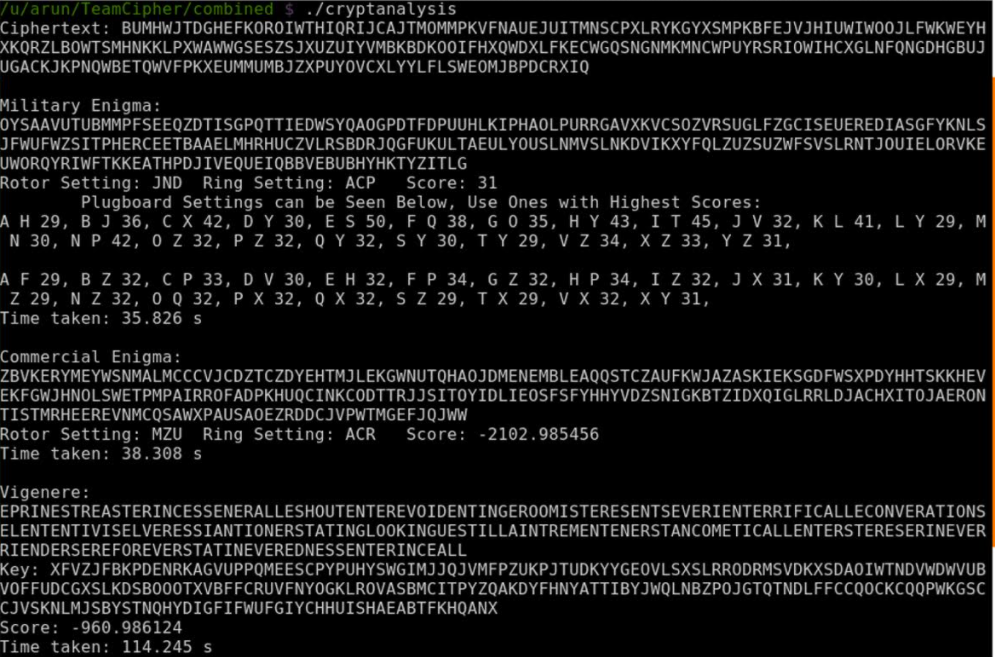 /u/arun/TeamCipher/combined $ ./cryptanalysis
Ciphertext: BUMHWJTDGHEFKOROIWTHIQRIJCAJTMOMMPKVFNAUEJUITMNSCPXLRYKGYXSMPKBFEJVJHIUWIWOOJLFWKWEYH
XKQRZLBOWTSMHNKKLPXWAWWGSESZSJXUZUIYVMBKBDKOOIFHXQWDXLFKECWGQSNGNMKMNCWPUYRSRIOWIHCXGLNFQNGDHGBUJ
UGACKJKPNQWBETQWVFPKXEUMMUMBJZXPUYOVCXLYYLFLSWEOMJBPDCRXIQ
Military Enigma:
OYSAAVUTUBMMPFSEEQZDTISGPQTTIEDWSYQAOGPDTFDPUUHLKIPHAOLPURRGAVXKVCSOZVRSUGLFZGCISEUEREDIASGFYKNLS
JFWUFWZSITPHERCEETBAAELMHRHUCZVLRSBDRJQGFUKULTAEULYOUSLNMVSLNKDVIKXYFQLZUZSUZWFSVSLRNTJOUIELORVKE
UWORQYRIWFTKKEATHPDJIVEQUEIQBBVEBUBHYHKTYZITLG
Rotor Setting: JND  Ring Setting: ACP   Score: 31
Plugboard Settings can be Seen Below, Use Ones with Highest Scores:
A H 29, B J 36, C X 42, D Y 30, E S 50, F Q 38, G O 35, H Y 43, I T 45, J V 32, K L 41, L Y 29, M
N 30, N P 42, O Z 32, P Z 32, Q Y 32, S Y 30, T Y 29, V Z 34, X Z 33, Y Z 31,
A F 29, B Z 32, C P 33, D V 30, E H 32, F P 34, G Z 32, H P 34, I Z 32, J X 31, K Y 30, L X 29, M
Z 29, N Z 32, O Q 32, P X 32, Q X 32, S Z 29, T X 29, V X 32, X Y 31,
Time taken: 35.826 s
Commercial Enigma:
ZBVKERYMEYWSNMALMCCCVJCDZTCZDYEHTMJLEKGWNUTQHAOJDMENEMBLEAQQSTCZAUFKWJAZASKIEKSGDFWSXPDYHHTSKKHEV
EKFGWJHNOLSWETPMPAIRROFADPKHUQCINKCODTTRJJSITOYIDLIEOSFSFYHHYVDZSNIGKBTZIDXQIGLRRLDJACHXITOJAERON
TISTMRHEEREVNMCQSAWXPAUSAOEZRDDCJVPWTMGEFJQJWW
Rotor Setting: MZU  Ring Setting: ACR   Score: -2102.985456
Time taken: 38.308 s
Vigenere:
EPRINESTREASTERINCESSENERALLESHOUTENTEREVOIDENTINGEROOMISTERESENTSEVERIENTERRIFICALLECONVERATIONS
ELENTENTIVISELVERESSIANTIONERSTATINGLOOKINGUESTILLAINTREMENTENERSTANCOMETICALLENTERSTERESERINEVER
RIENDERSEREFOREVERSTATINEVEREDNESSENTERINCEALL
Key: XFVZJFBKPDENRKAGVUPPQMEESCPYPUHYSWGIMJJQJVMFPZUKPJTUDKYYGEOVLSXSLRRODRMSVDKXSDAOIWTNDVWDWVUB
VOFFUDCGXSLKDSBOOOTXVBFFCRUVFNYOGKLROVASBMCITPYZQAKDYFHNYATTIBYJWQLNBZPOJGTQTNDLFFCCQOCKCQQPWKGSC
CJVSKNLMJSBYSTNQHYDIGFIFWUFGIYCHHUISHAEABTFKHQANX
Score: -960.986124
Time taken: 114.245 s